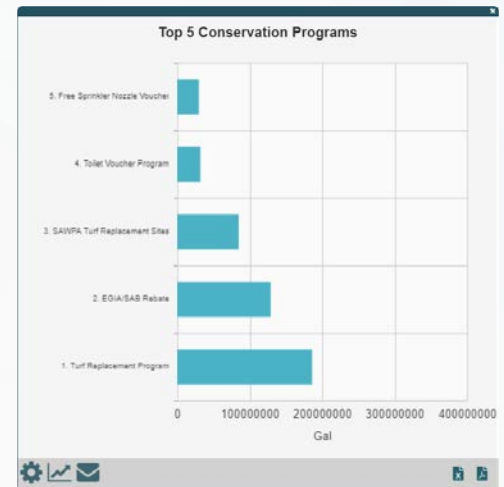 Top 5 Conservation Programs
5. Free Sprinkler Nozzle Voucher
4. Toilet Voucher Program
3. SAWPA Turf Replacement Sites
2. EGIA/SAB Rebate
1. Turf Replacement Program
0 100000000 200000000 300000000 400000000
Gal